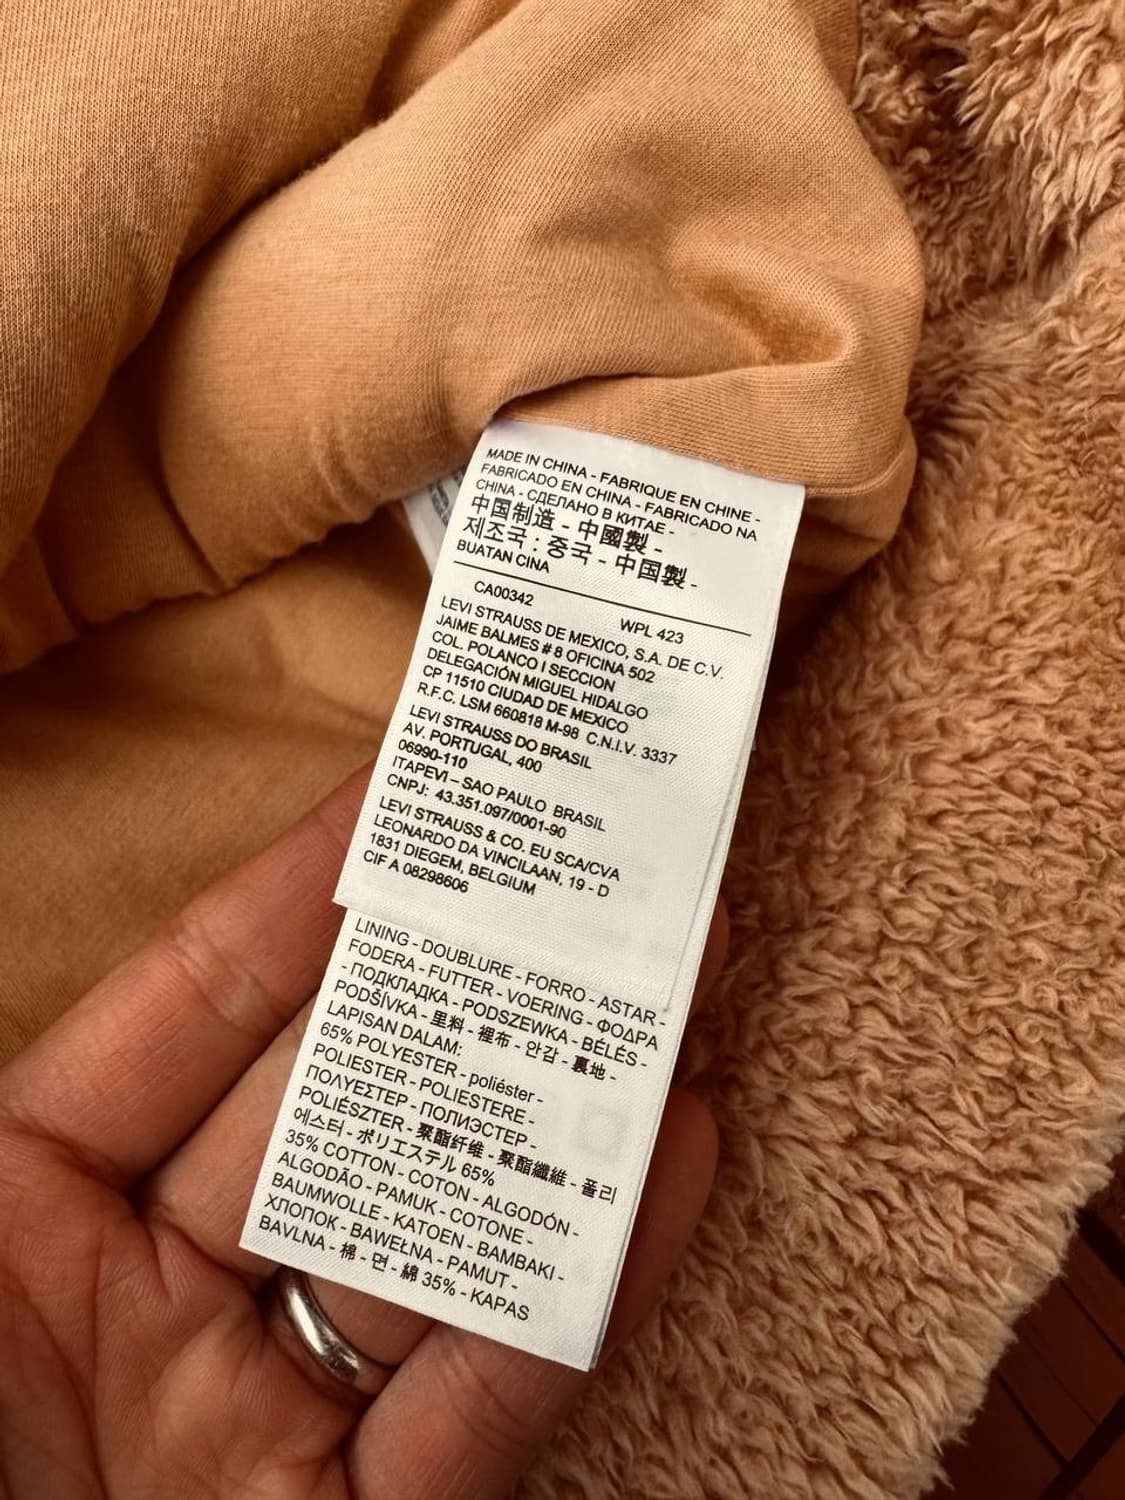 MADE IN CHINA - FABRIQUE EN CHINE -
FABRICADO EN CHINA - FABRICADO NA
CHINA - СДЕЛАНО В КИТАЕ -
中国制造 - 中國製 -
제조국 : 중국 - 中国製 -
BUATAN CINA
CA00342 WPL 423
LEVI STRAUSS DE MEXICO, S.A. DE C.V.
JAIME BALMES # 8 OFICINA 502
COL. POLANCO I SECCION
DELEGACIÓN MIGUEL HIDALGO
CP 11510 CIUDAD DE MEXICO
R.F.C. LSM 660818 M-98 C.N.I.V. 3337
LEVI STRAUSS DO BRASIL
AV. PORTUGAL, 400
06990-110
ITAPEVI – SAO PAULO BRASIL
CNPJ: 43.351.097/0001-90
LEVI STRAUSS & CO. EU SCA/CVA
LEONARDO DA VINCILAAN, 19 - D
1831 DIEGEM, BELGIUM
CIF A 08298606
LINING - DOUBLURE - FORRO - ASTAR -
FODERA - FUTTER - VOERING - ΦΟΔΡΑ
- ПОДКЛАДКА - PODSZEWKA - BÉLÉS -
PODŠÍVKA - 里料 - 裡布 - 안감 - 裏地 -
LAPISAN DALAM:
65% POLYESTER - poliéster -
POLIESTER - POLIESTERE -
ΠΟΛΥΕΣΤΕΡ - ПОЛИЭСТЕР -
POLIÉSZTER - 聚酯纤维 - 聚酯纖維 - 폴리
에스터 - ポリエステル 65%
35% COTTON - COTON - ALGODÓN -
ALGODÃO - PAMUK - COTONE -
BAUMWOLLE - KATOEN - BAMBAKI -
ХЛОПОК - BAWEŁNA - PAMUT -
BAVLNA - 棉 - 면 - 綿 35% - KAPAS